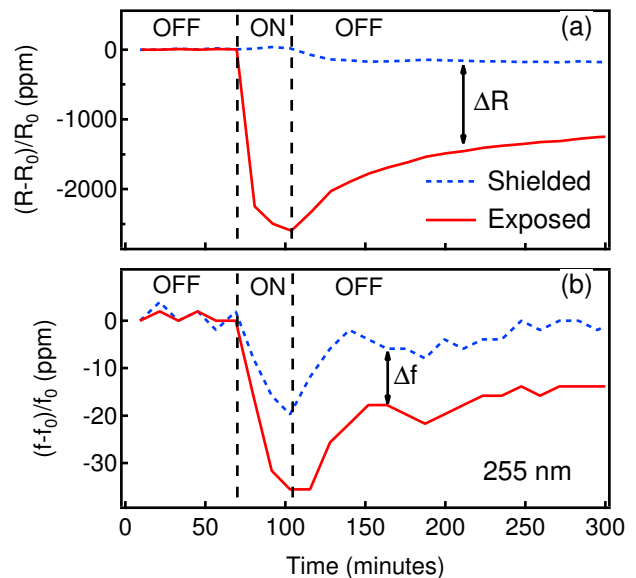 OFF ON OFF (a)
0
-1000
-2000
(R-R₀)/R₀ (ppm)
ΔR
Shielded
Exposed
OFF ON OFF (b)
0
-10
-20
-30
(f-f₀)/f₀ (ppm)
Δf
255 nm
0 50 100 150 200 250 300
Time (minutes)